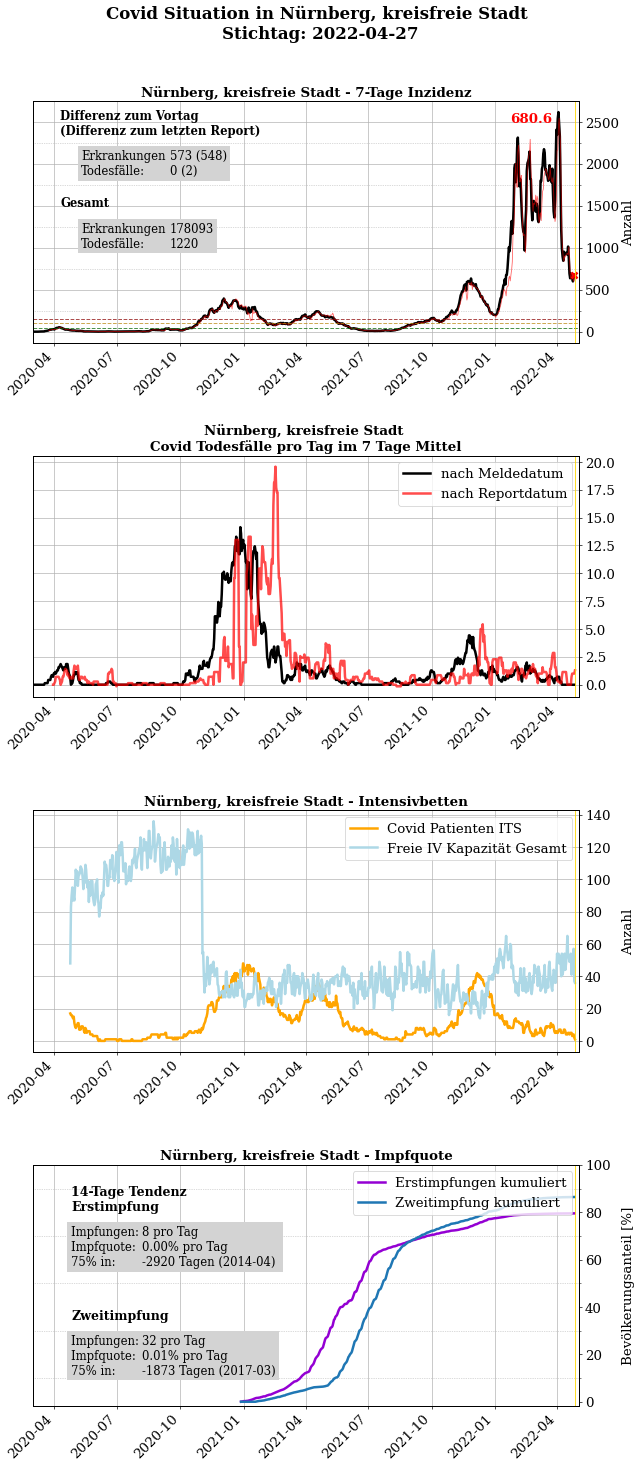 Covid Situation in Nürnberg, kreisfreie Stadt
Stichtag: 2022-04-27
Nürnberg, kreisfreie Stadt - 7-Tage Inzidenz
Differenz zum Vortag
(Differenz zum letzten Report)
Erkrankungen 573 (548)
Todesfälle: 0 (2)
Gesamt
Erkrankungen 178093
Todesfälle: 1220
680.6
2500
2000
1500
1000
500
0
Anzahl
2020-04
2020-07
2020-10
2021-01
2021-04
2021-07
2021-10
2022-01
2022-04
Nürnberg, kreisfreie Stadt
Covid Todesfälle pro Tag im 7 Tage Mittel
nach Meldedatum
nach Reportdatum
20.0
17.5
15.0
12.5
10.0
7.5
5.0
2.5
0.0
2020-04
2020-07
2020-10
2021-01
2021-04
2021-07
2021-10
2022-01
2022-04
Nürnberg, kreisfreie Stadt - Intensivbetten
Covid Patienten ITS
Freie IV Kapazität Gesamt
140
120
100
80
60
40
20
0
Anzahl
2020-04
2020-07
2020-10
2021-01
2021-04
2021-07
2021-10
2022-01
2022-04
Nürnberg, kreisfreie Stadt - Impfquote
14-Tage Tendenz
Erstimpfung
Impfungen: 8 pro Tag
Impfquote: 0.00% pro Tag
75% in: -2920 Tagen (2014-04)
Zweitimpfung
Impfungen: 32 pro Tag
Impfquote: 0.01% pro Tag
75% in: -1873 Tagen (2017-03)
Erstimpfungen kumuliert
Zweitimpfung kumuliert
100
80
60
40
20
0
Bevölkerungsanteil [%]
2020-04
2020-07
2020-10
2021-01
2021-04
2021-07
2021-10
2022-01
2022-04